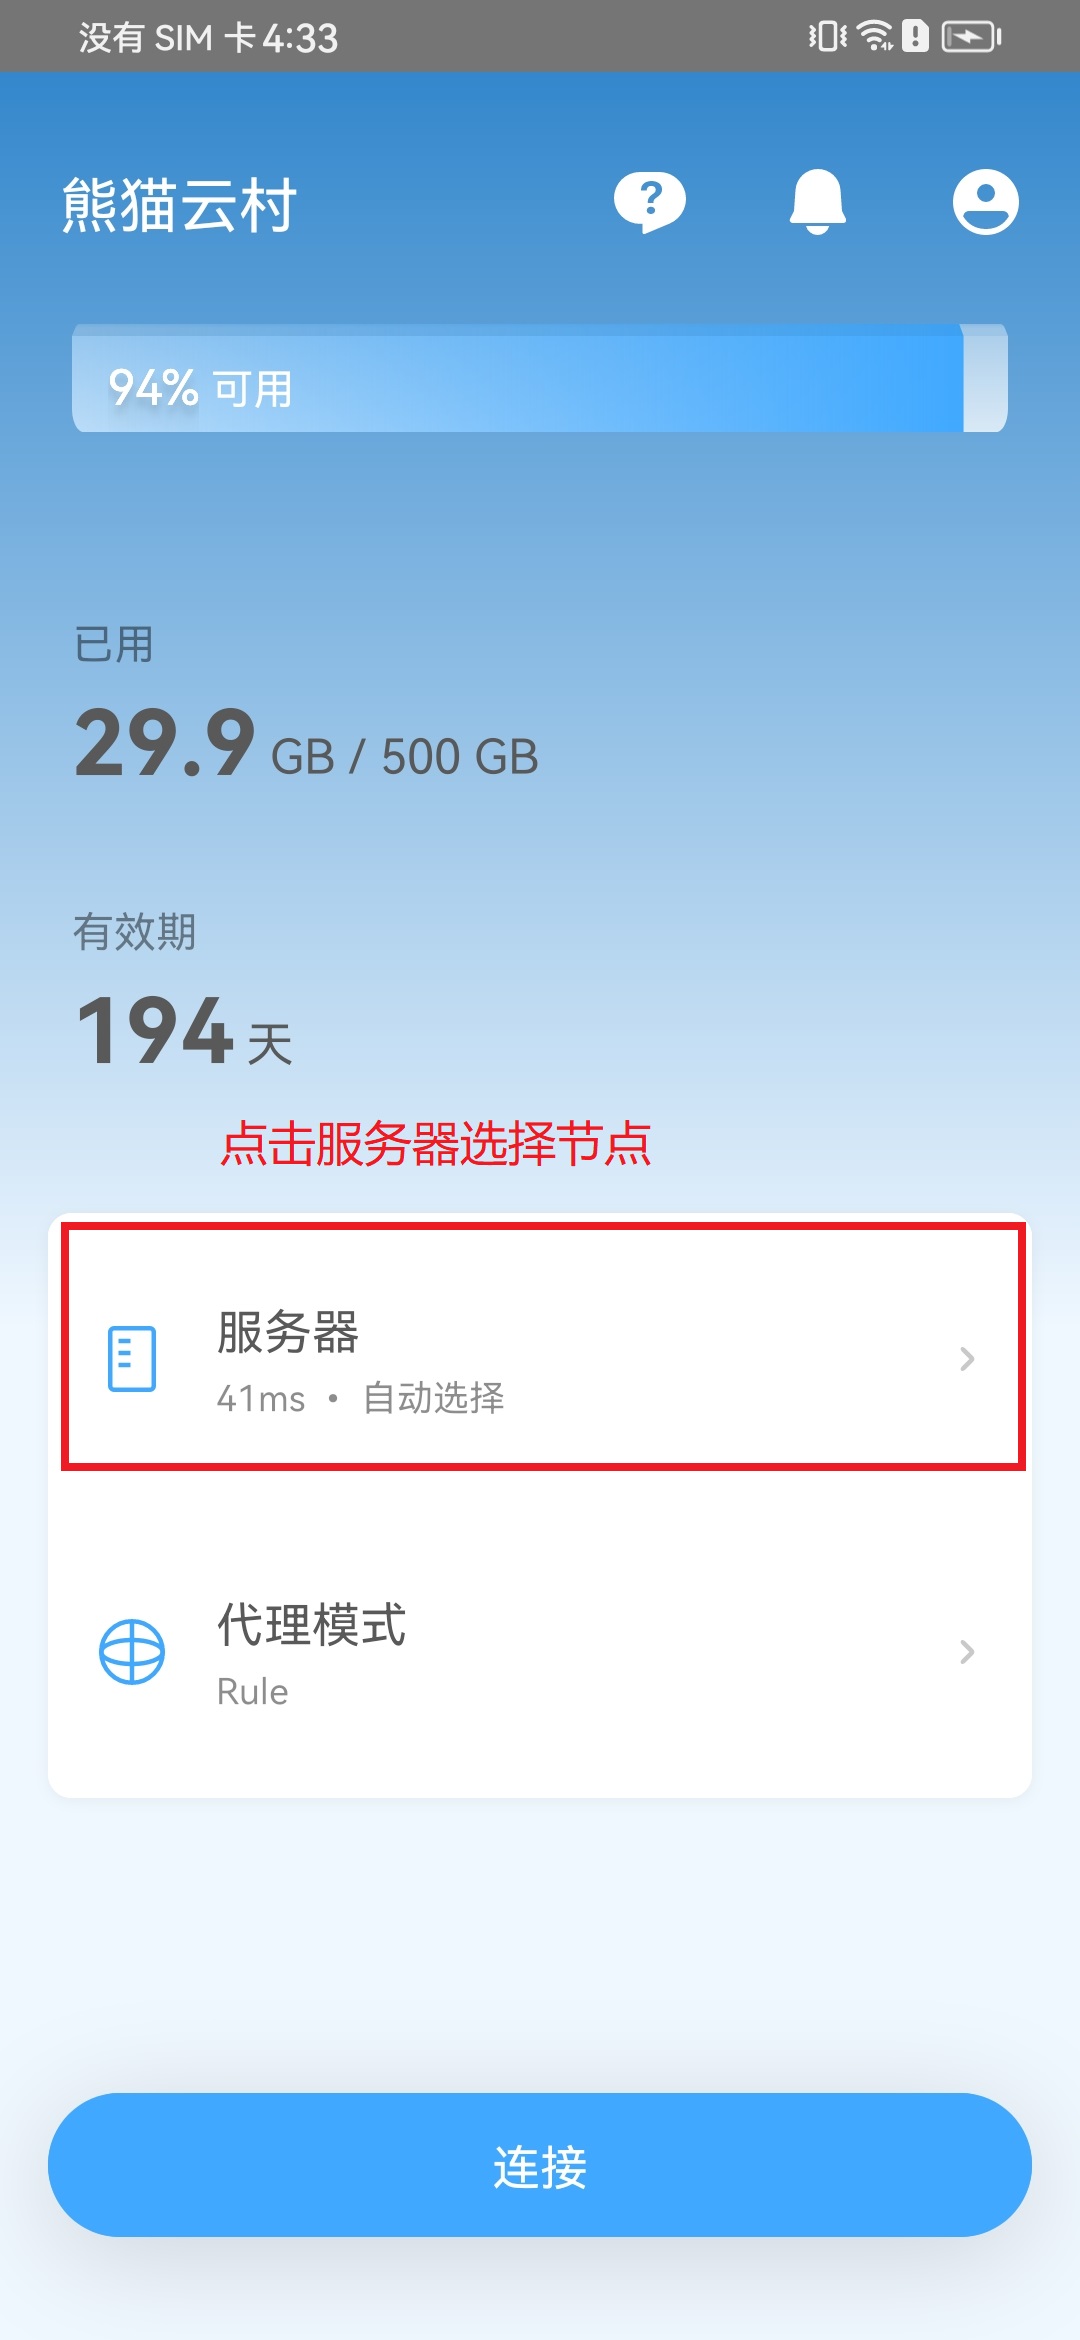 没有 SIM 卡 4:33
熊猫云村
94% 可用
已用
29.9 GB / 500 GB
有效期
194 天
点击服务器选择节点
服务器
41ms • 自动选择
代理模式
Rule
连接